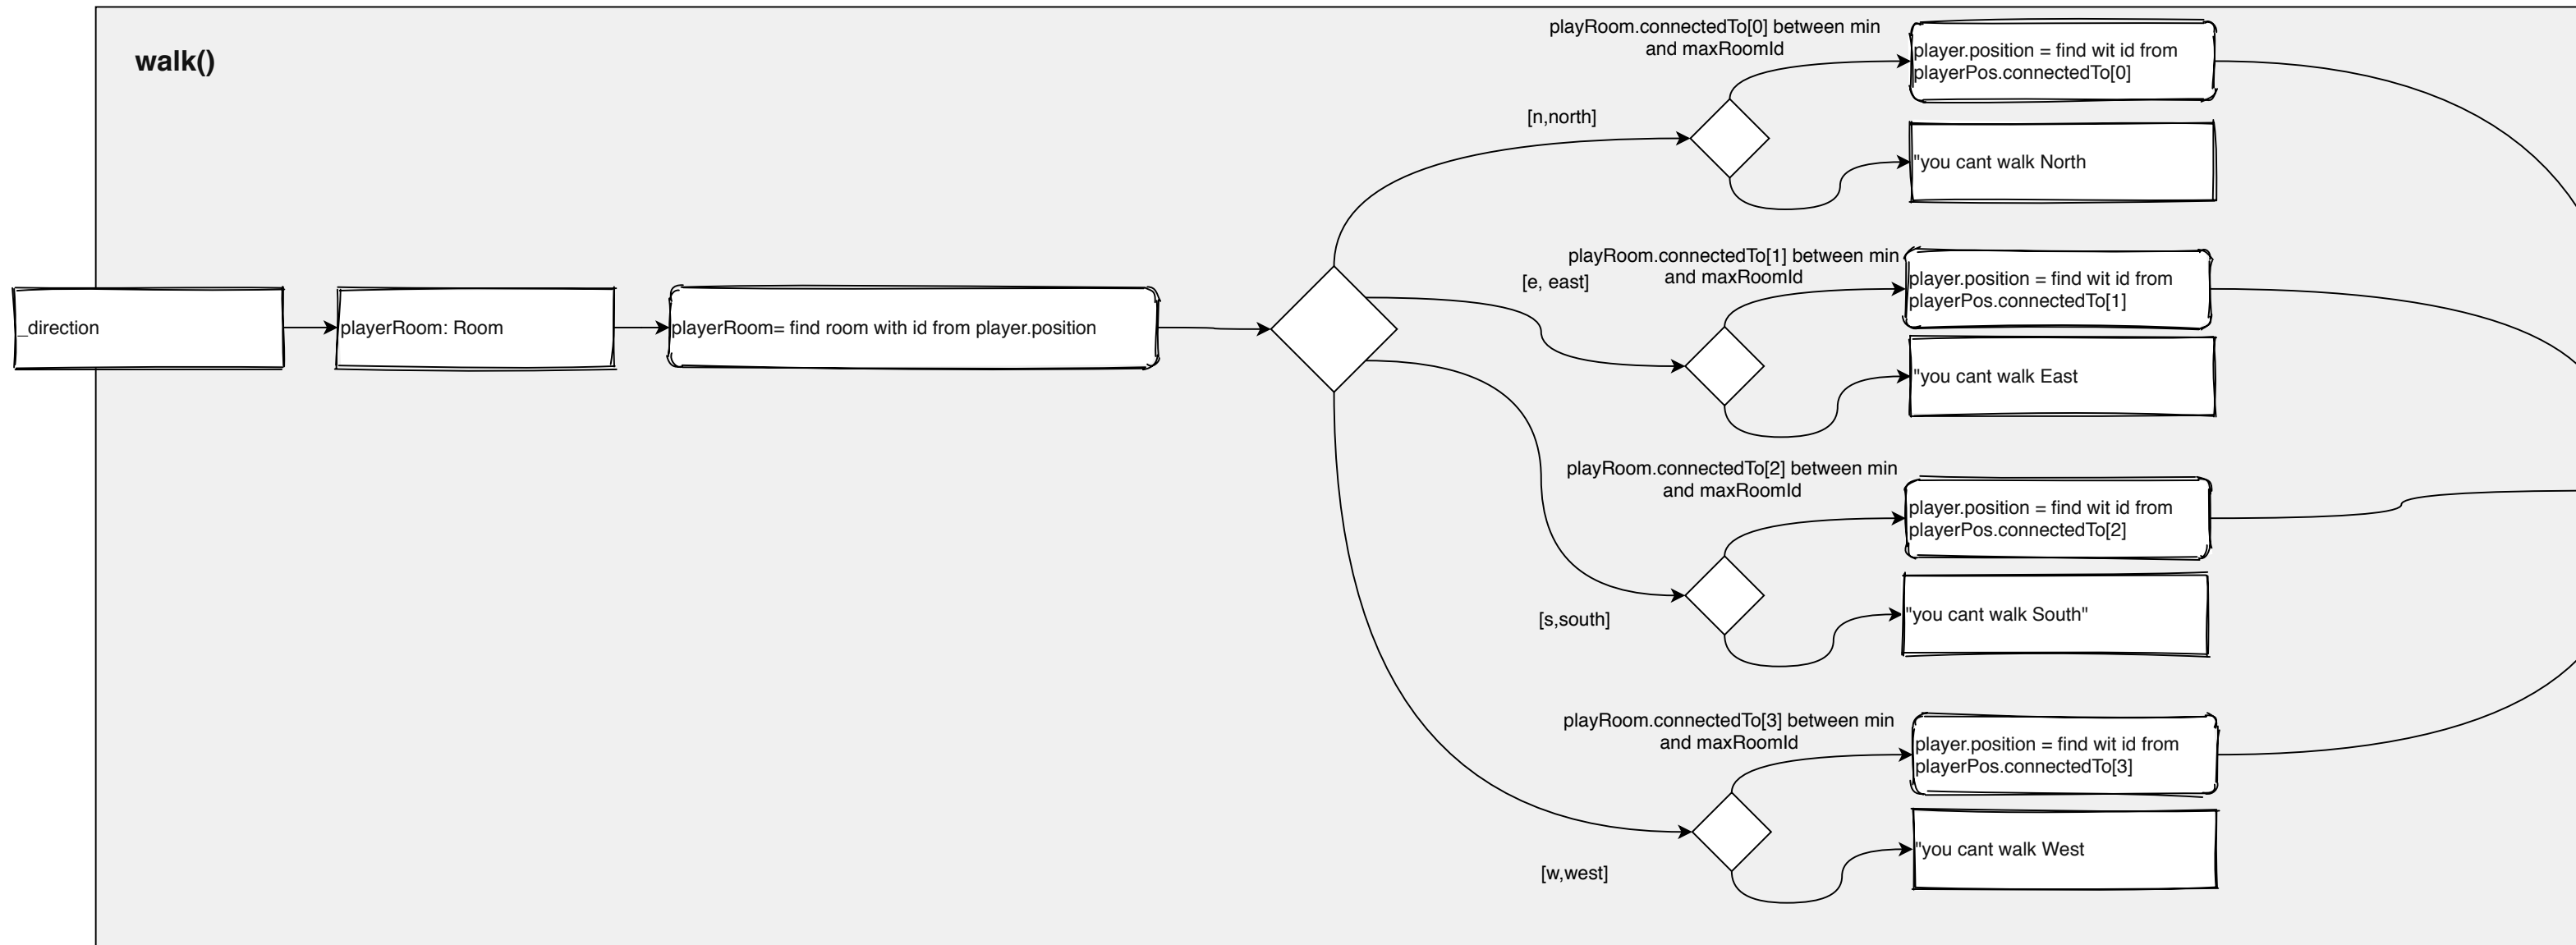 walk()
_direction
playerRoom: Room
playerRoom= find room with id from player.position
[n,north]
playRoom.connectedTo[0] between min
and maxRoomId
player.position = find wit id from
playerPos.connectedTo[0]
"you cant walk North
[e, east]
playRoom.connectedTo[1] between min
and maxRoomId
player.position = find wit id from
playerPos.connectedTo[1]
"you cant walk East
[s,south]
playRoom.connectedTo[2] between min
and maxRoomId
player.position = find wit id from
playerPos.connectedTo[2]
"you cant walk South"
[w,west]
playRoom.connectedTo[3] between min
and maxRoomId
player.position = find wit id from
playerPos.connectedTo[3]
"you cant walk West